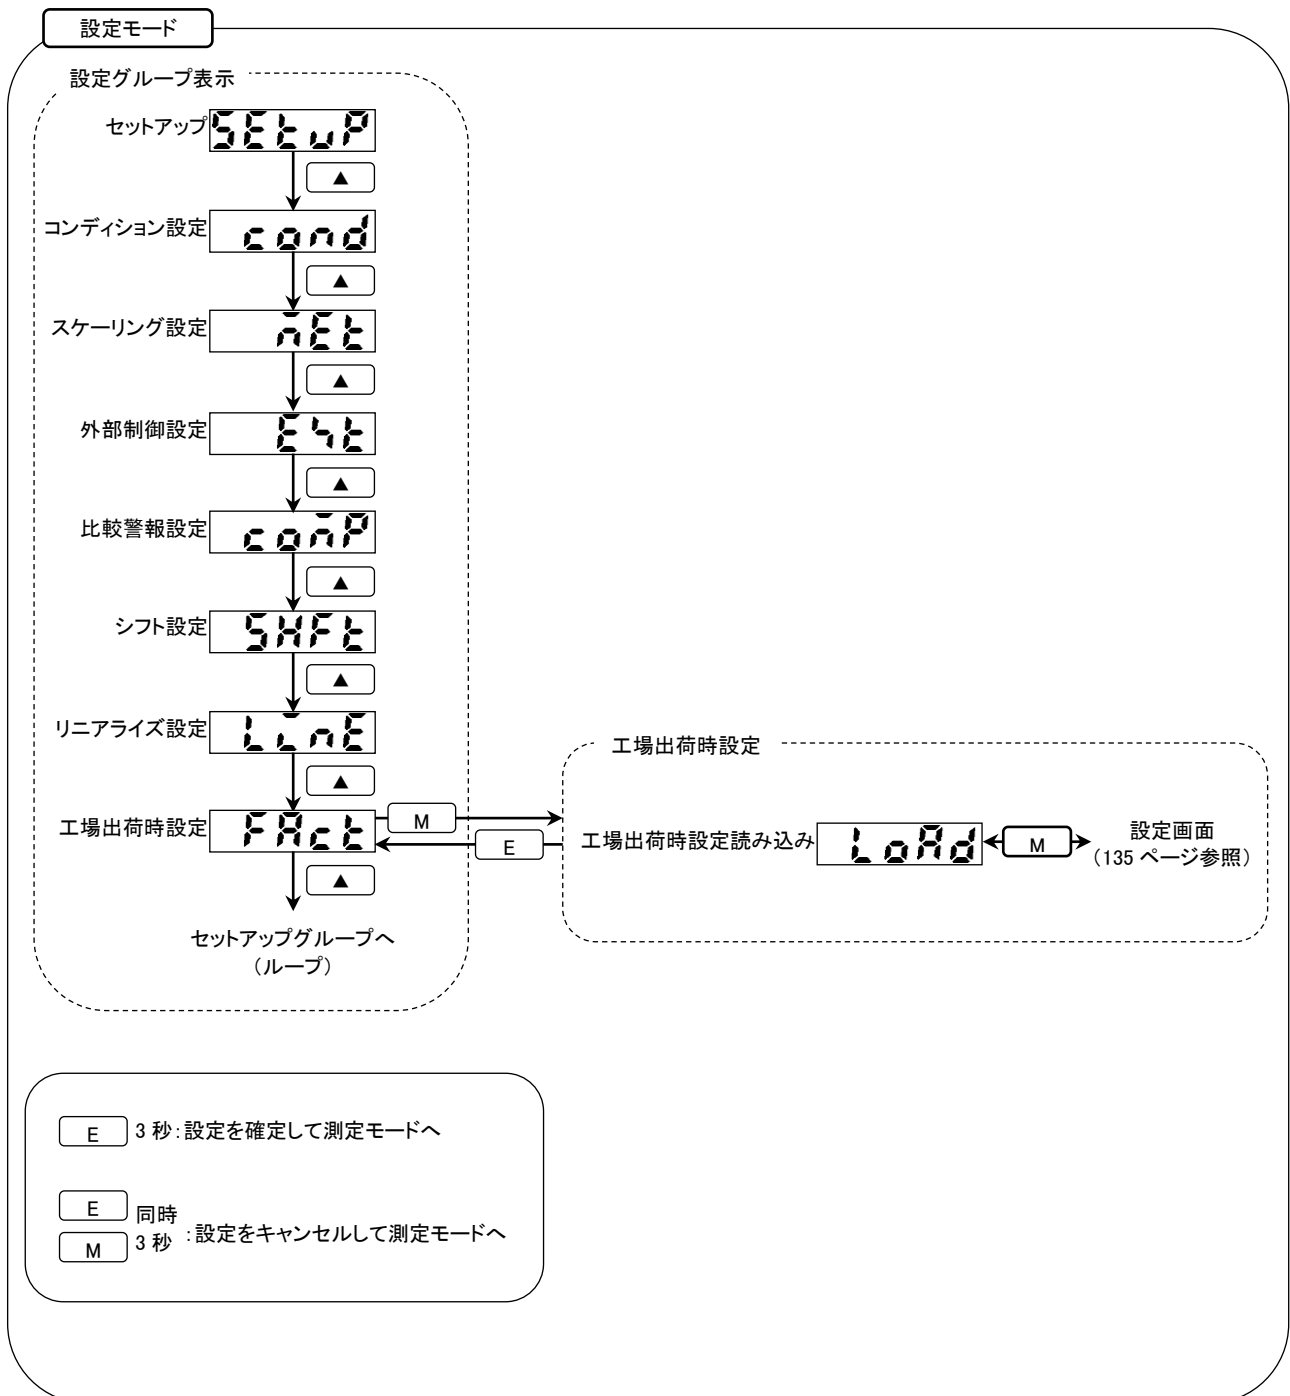 設定モード
設定グループ表示
セットアップ SEtuP
▲
コンディション設定 cond
▲
スケーリング設定 mEt
▲
外部制御設定 Ext
▲
比較警報設定 comP
▲
シフト設定 SHFt
▲
リニアライズ設定 LinE
▲
工場出荷時設定
工場出荷時設定 FAct
M
E
工場出荷時設定読み込み LoAd
M
設定画面
(135 ページ参照)
▲
セットアップグループへ
(ループ)
E 3 秒:設定を確定して測定モードへ
E 同時
M 3 秒 :設定をキャンセルして測定モードへ